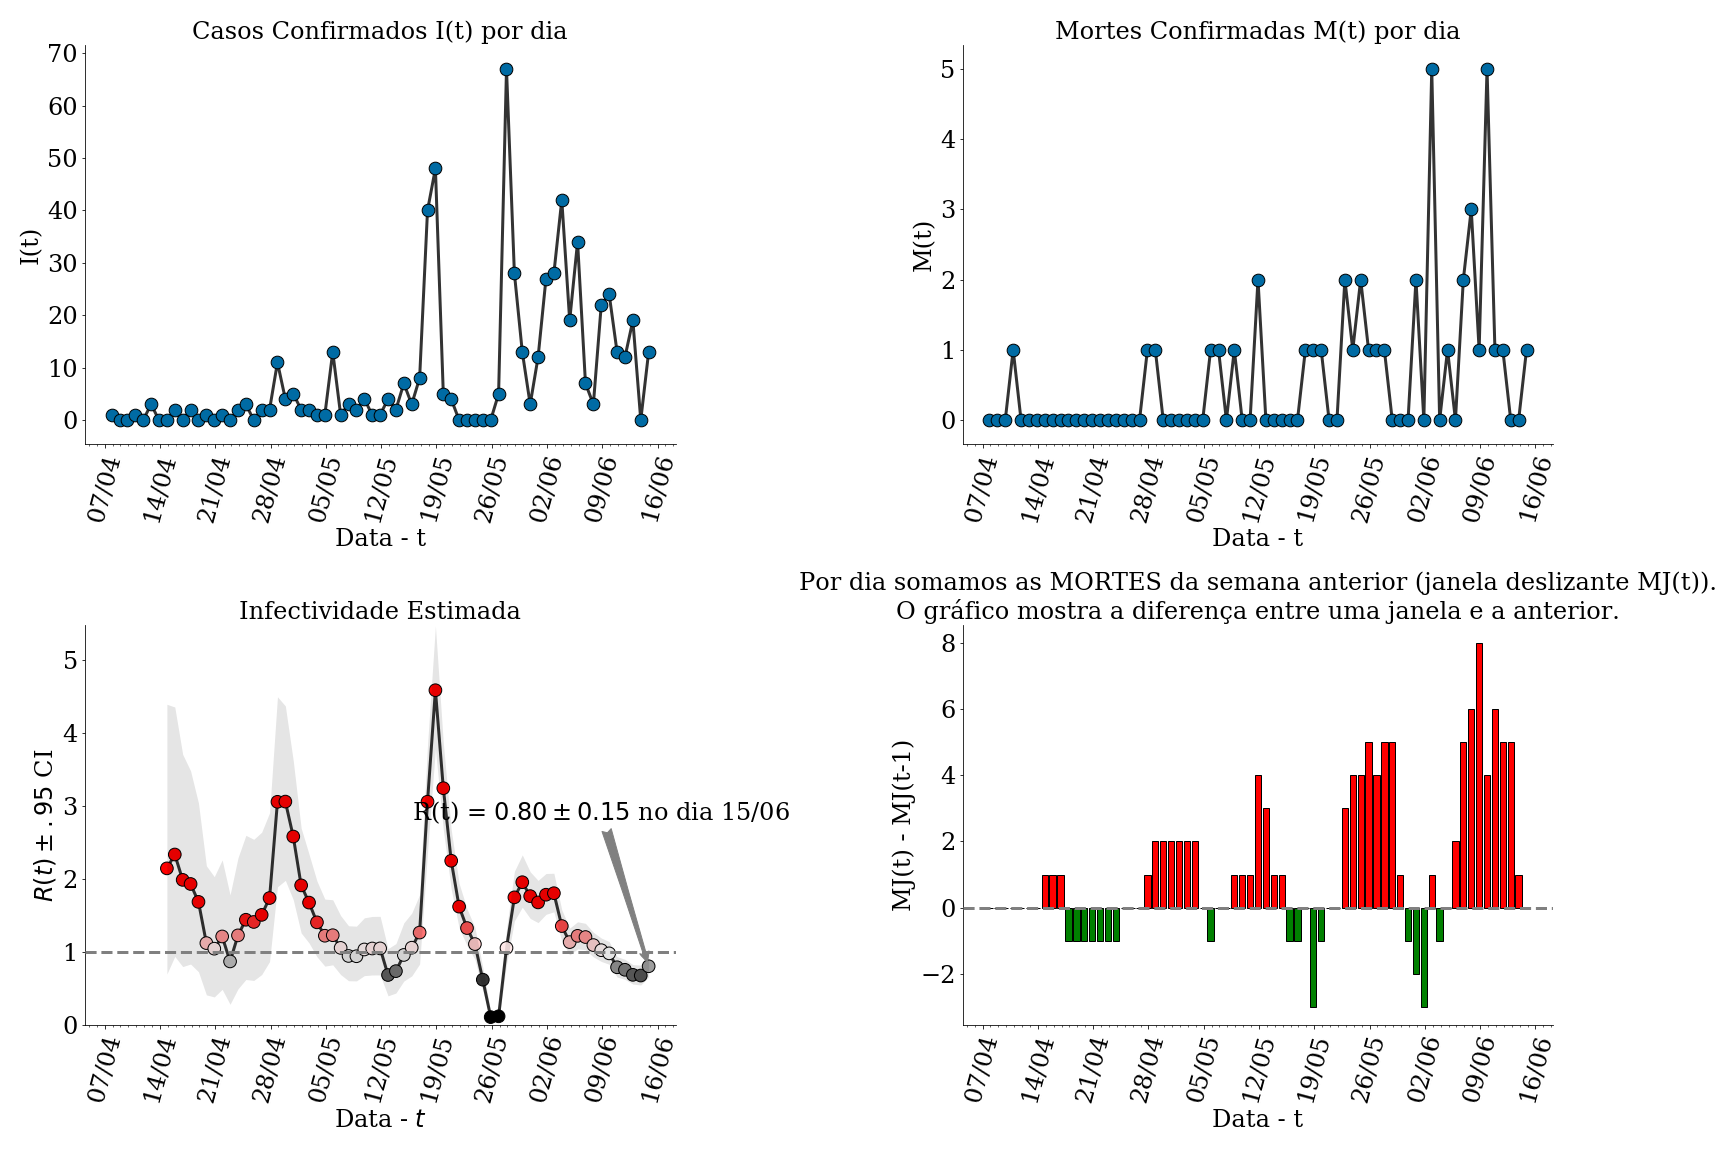 Casos Confirmados I(t) por dia
I(t)
70
60
50
40
30
20
10
0
07/04 14/04 21/04 28/04 05/05 12/05 19/05 26/05 02/06 09/06 16/06
Data - t
Mortes Confirmadas M(t) por dia
M(t)
5
4
3
2
1
0
07/04 14/04 21/04 28/04 05/05 12/05 19/05 26/05 02/06 09/06 16/06
Data - t
Infectividade Estimada
R(t) ± .95 CI
5
4
3
2
1
0
R(t) = 0.80 ± 0.15 no dia 15/06
07/04 14/04 21/04 28/04 05/05 12/05 19/05 26/05 02/06 09/06 16/06
Data - t
Por dia somamos as MORTES da semana anterior (janela deslizante MJ(t)).
O gráfico mostra a diferença entre uma janela e a anterior.
MJ(t) - MJ(t-1)
8
6
4
2
0
−2
07/04 14/04 21/04 28/04 05/05 12/05 19/05 26/05 02/06 09/06 16/06
Data - t